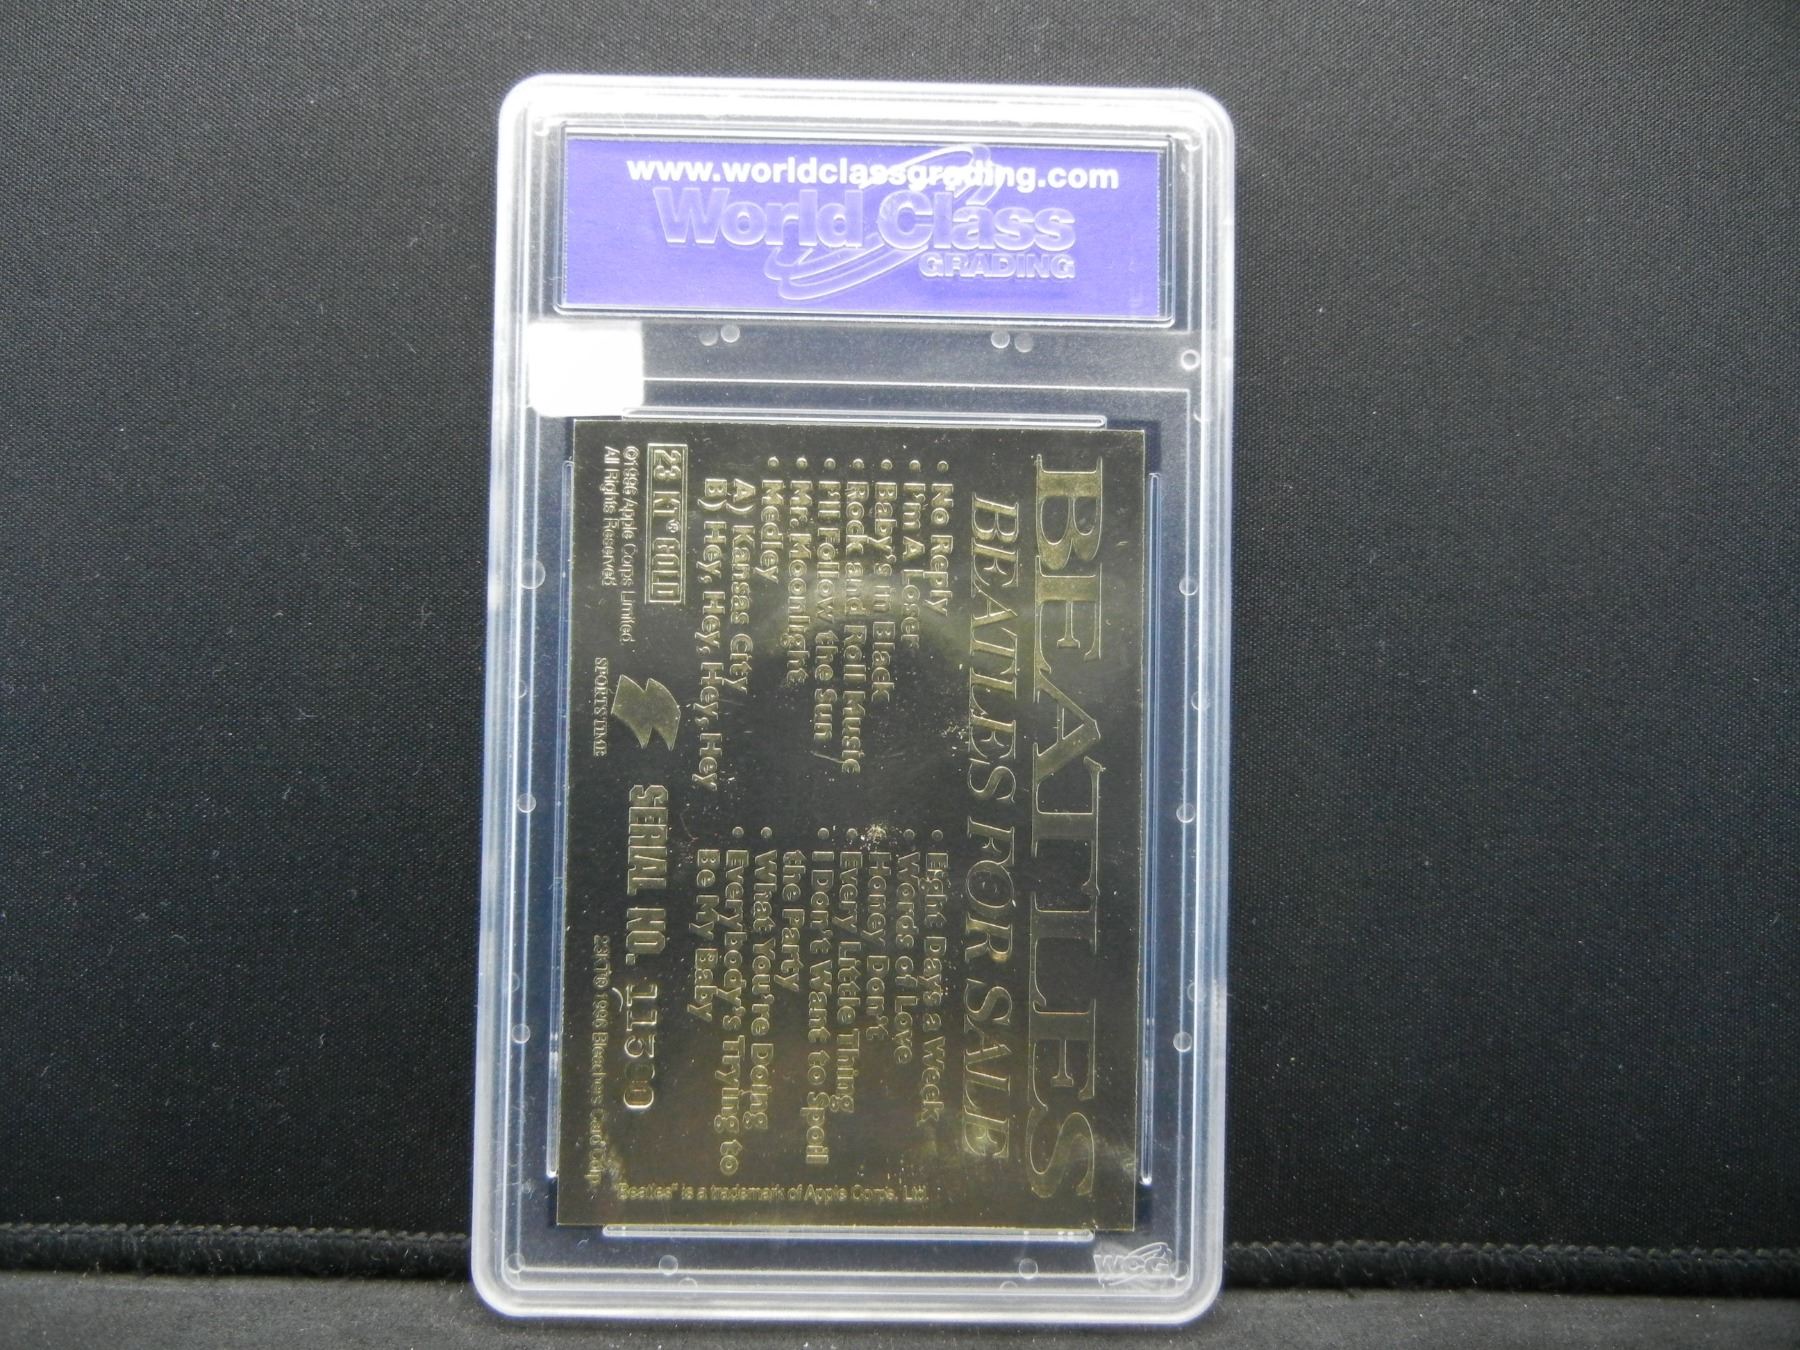 www.worldclassgrading.com
World Class
GRADING
BEATLES
BEATLES FOR SALE
• No Reply
• I'm A Loser
• Baby's in Black
• Rock and Roll Music
• I'll Follow the Sun
• Mr. Moonlight
• Medley
A) Kansas City
B) Hey, Hey, Hey, Hey
• Eight Days a Week
• Words of Love
• Honey Don't
• Every Little Thing
• I Don't Want to Spoil
the Party
• What You're Doing
• Everybody's Trying to
Be My Baby
23 KT GOLD
©1996 Apple Corps Limited
All Rights Reserved
SPORTSTIME
SERIAL NO.
1996 Bleachers Card Corp.
"Beatles" is a trademark of Apple Corps. Ltd.
WCG